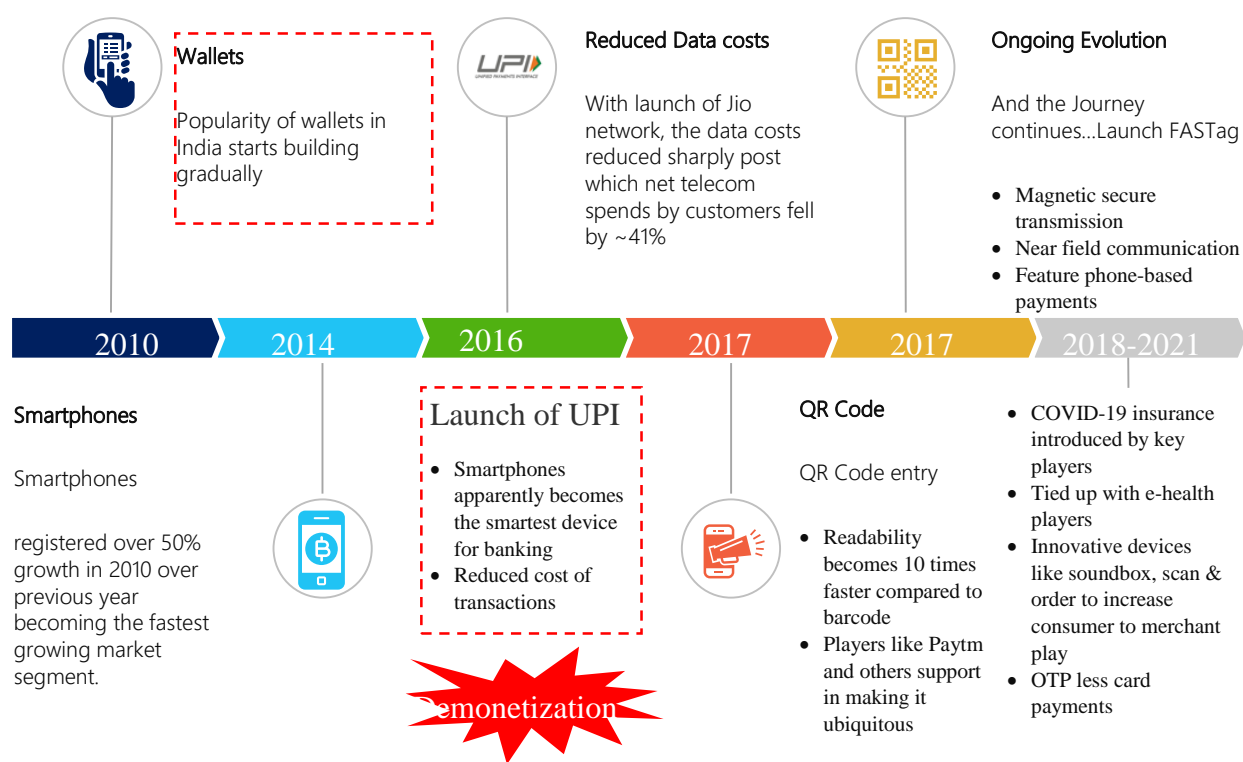 Wallets
Popularity of wallets in
India starts building
gradually
UPI
UNIFIED PAYMENTS INTERFACE
Reduced Data costs
With launch of Jio
network, the data costs
reduced sharply post
which net telecom
spends by customers fell
by ~41%
Ongoing Evolution
And the Journey
continues...Launch FASTag
• Magnetic secure
transmission
• Near field communication
• Feature phone-based
payments
2010
2014
2016
2017
2017
2018-2021
Smartphones
Smartphones
registered over 50%
growth in 2010 over
previous year
becoming the fastest
growing market
segment.
Launch of UPI
• Smartphones
apparently becomes
the smartest device
for banking
• Reduced cost of
transactions
Demonetization
QR Code
QR Code entry
• Readability
becomes 10 times
faster compared to
barcode
• Players like Paytm
and others support
in making it
ubiquitous
• COVID-19 insurance
introduced by key
players
• Tied up with e-health
players
• Innovative devices
like soundbox, scan &
order to increase
consumer to merchant
play
• OTP less card
payments